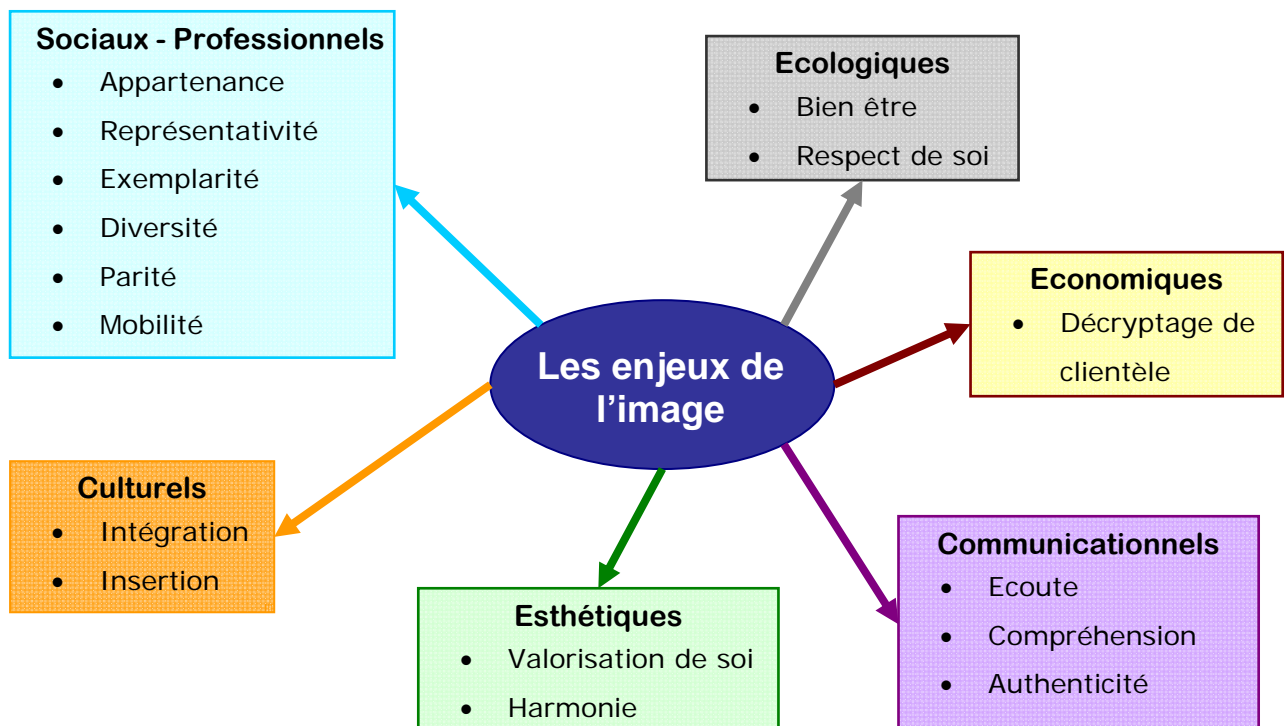 Sociaux - Professionnels
• Appartenance
• Représentativité
• Exemplarité
• Diversité
• Parité
• Mobilité
Ecologiques
• Bien être
• Respect de soi
Economiques
• Décryptage de
clientèle
Les enjeux de
l’image
Culturels
• Intégration
• Insertion
Esthétiques
• Valorisation de soi
• Harmonie
Communicationnels
• Ecoute
• Compréhension
• Authenticité